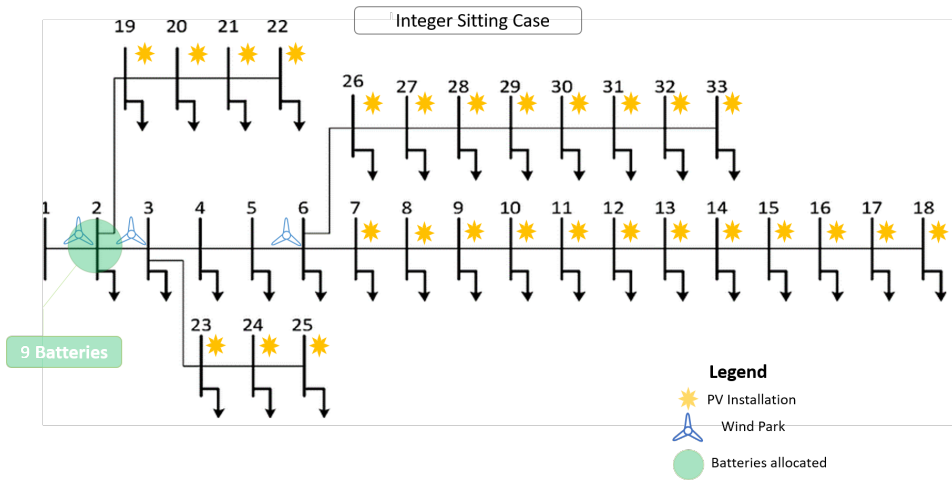 Integer Sitting Case
19 20 21 22
26 27 28 29 30 31 32 33
1 2 3 4 5 6 7 8 9 10 11 12 13 14 15 16 17 18
23 24 25
9 Batteries
Legend
PV Installation
Wind Park
Batteries allocated